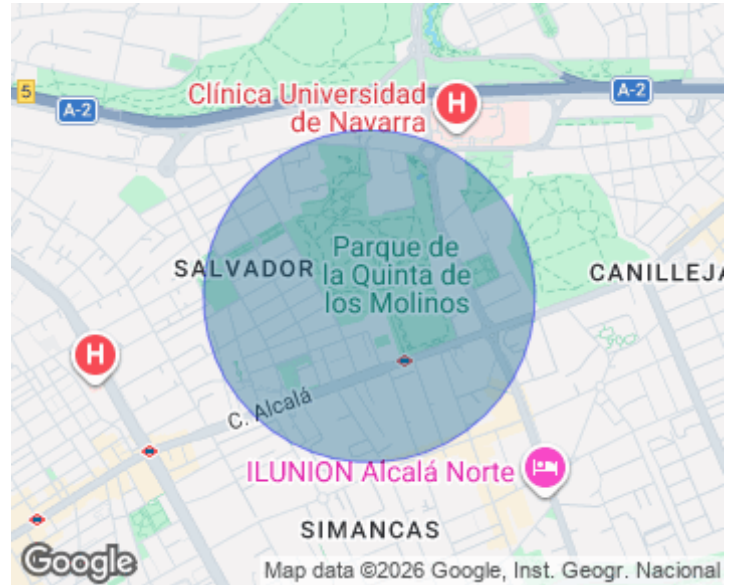 5
A-2
Clínica Universidad
de Navarra
H
A-2
SALVADOR
Parque de
la Quinta de
los Molinos
CANILLEJA
H
C. Alcalá
ILUNION Alcalá Norte
SIMANCAS
Google
Map data ©2026 Google, Inst. Geogr. Nacional